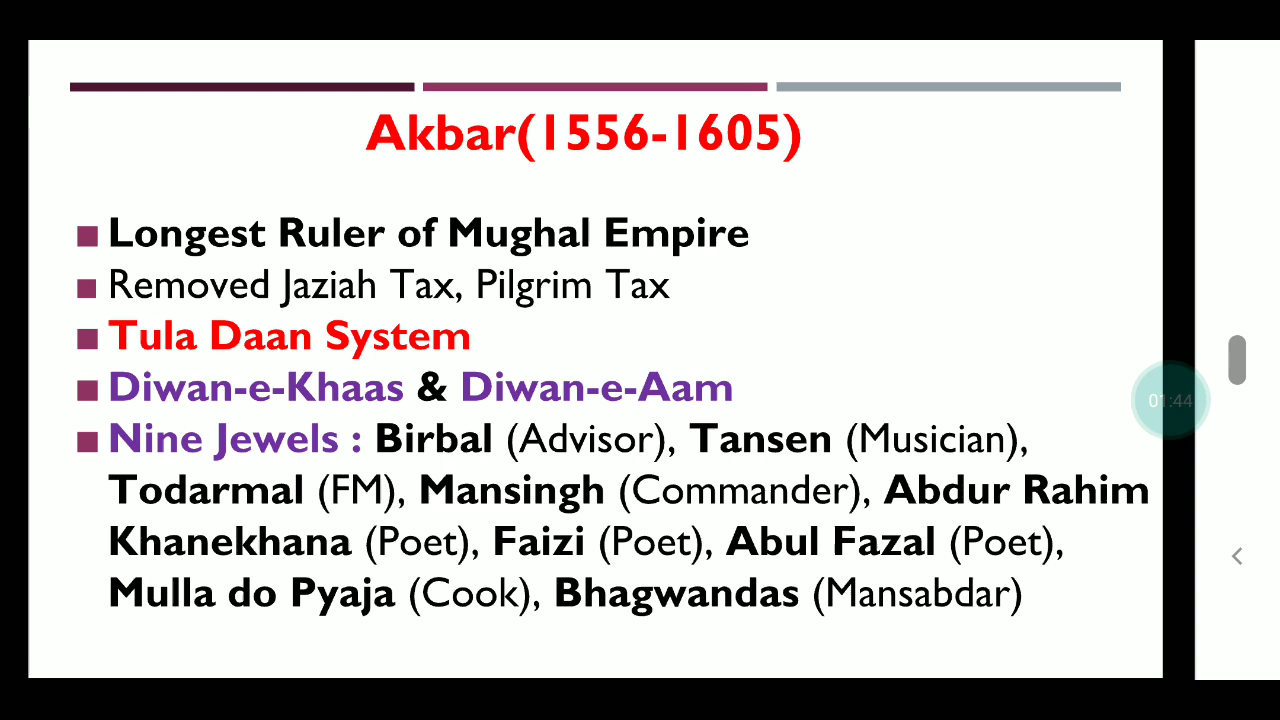 Akbar(1556-1605)
Longest Ruler of Mughal Empire
Removed Jaziah Tax, Pilgrim Tax
Tula Daan System
Diwan-e-Khaas & Diwan-e-Aam
Nine Jewels : Birbal (Advisor), Tansen (Musician),
Todarmal (FM), Mansingh (Commander), Abdur Rahim
Khanekhana (Poet), Faizi (Poet), Abul Fazal (Poet),
Mulla do Pyaja (Cook), Bhagwandas (Mansabdar)
01:44